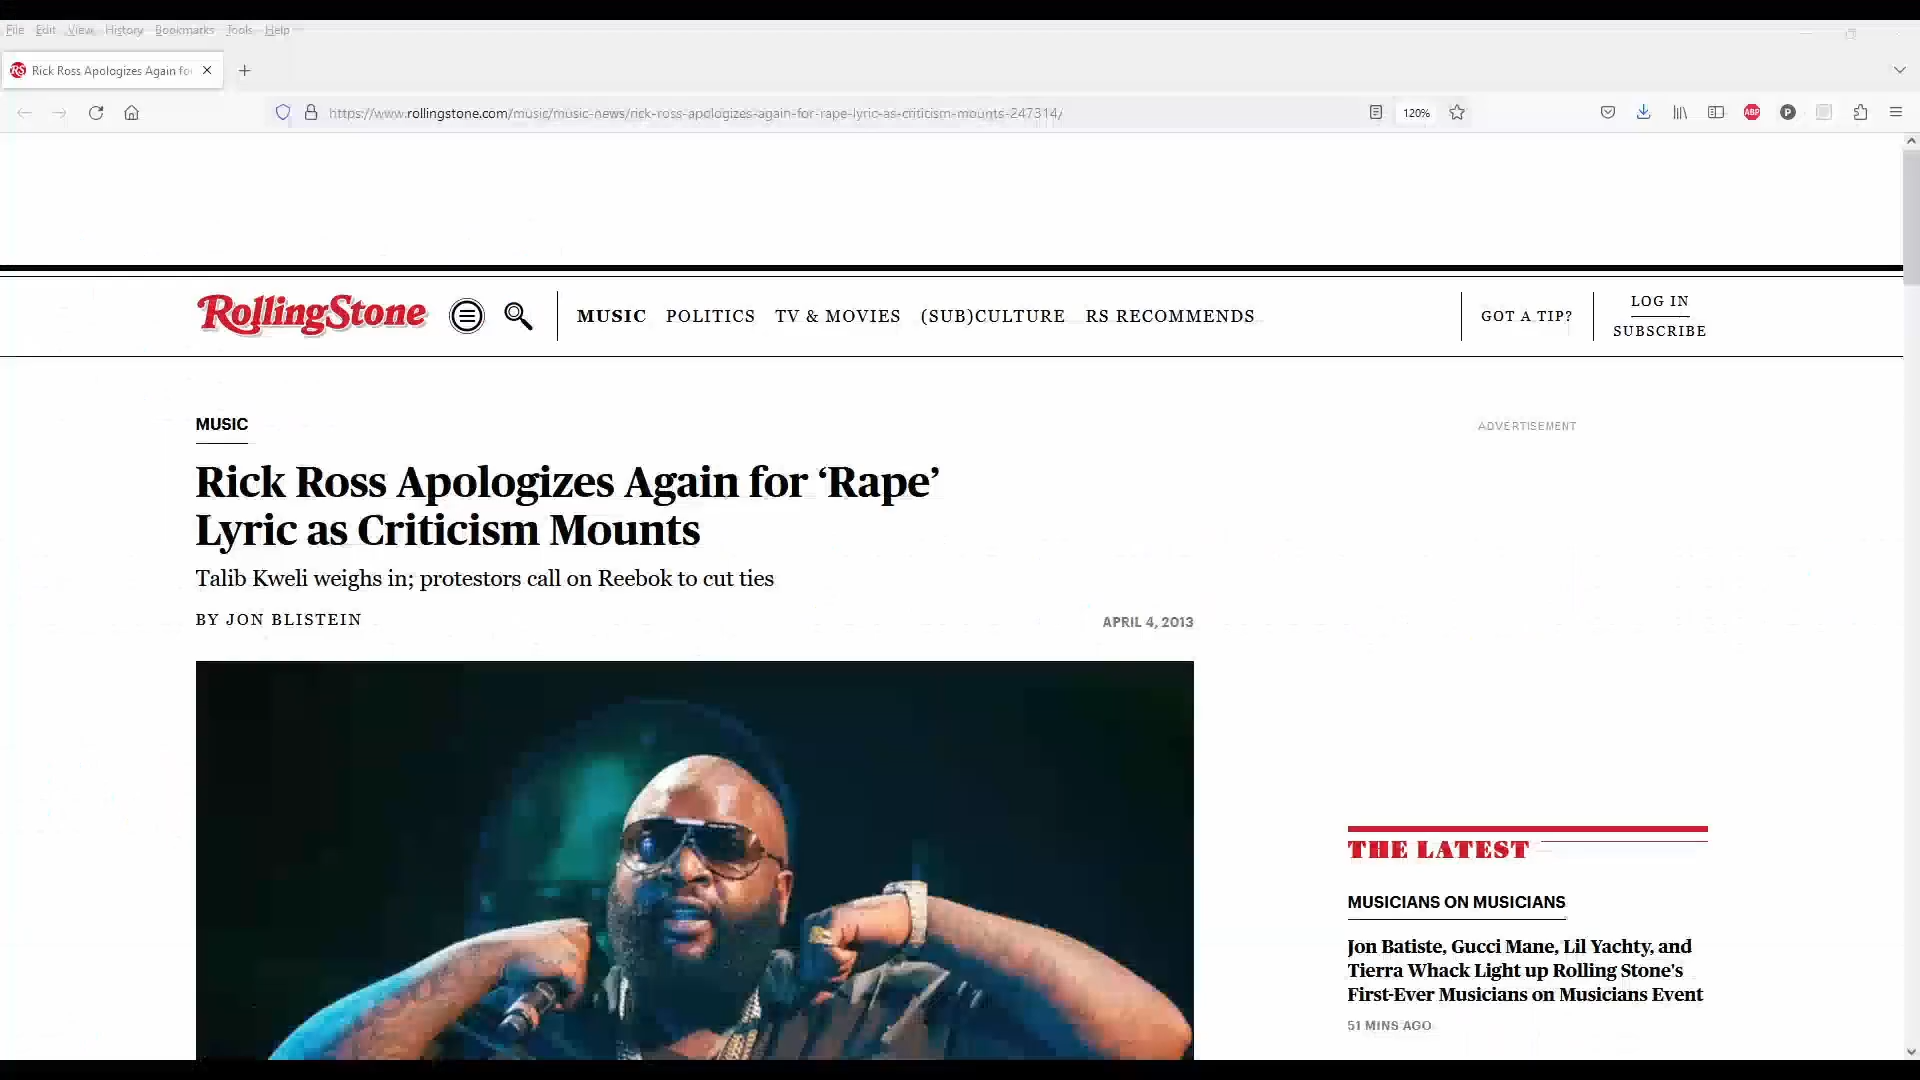 File Edit View History Bookmarks Tools Help
Rick Ross Apologizes Again fo
https://www.rollingstone.com/music/music-news/rick-ross-apologizes-again-for-rape-lyric-as-criticism-mounts-247314/
120%
ABP
P
RollingStone
MUSIC POLITICS TV & MOVIES (SUB)CULTURE RS RECOMMENDS
GOT A TIP?
LOG IN
SUBSCRIBE
MUSIC
ADVERTISEMENT
Rick Ross Apologizes Again for ‘Rape’
Lyric as Criticism Mounts
Talib Kweli weighs in; protestors call on Reebok to cut ties
BY JON BLISTEIN
APRIL 4, 2013
THE LATEST
MUSICIANS ON MUSICIANS
Jon Batiste, Gucci Mane, Lil Yachty, and
Tierra Whack Light up Rolling Stone's
First-Ever Musicians on Musicians Event
51 MINS AGO